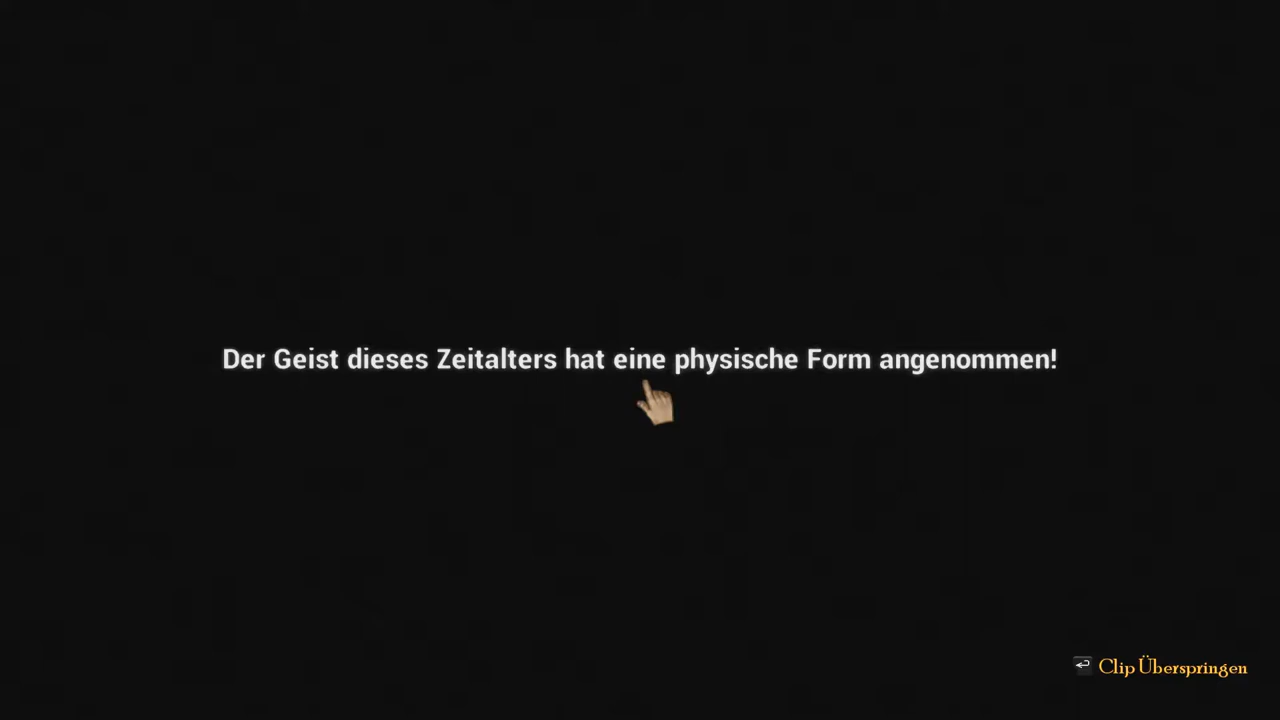 Der Geist dieses Zeitalters hat eine physische Form angenommen!
Clip Überspringen